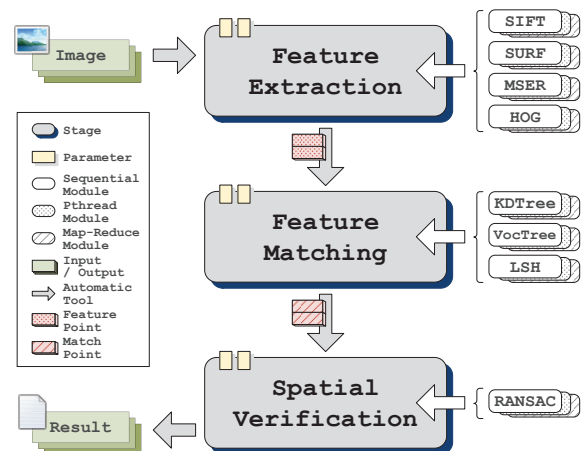 Image
Feature
Extraction
SIFT
SURF
MSER
HOG
Stage
Parameter
Sequential
Module
Pthread
Module
Map-Reduce
Module
Input
/ Output
Automatic
Tool
Feature
Point
Match
Point
Feature
Matching
KDTree
VocTree
LSH
Spatial
Verification
RANSAC
Result